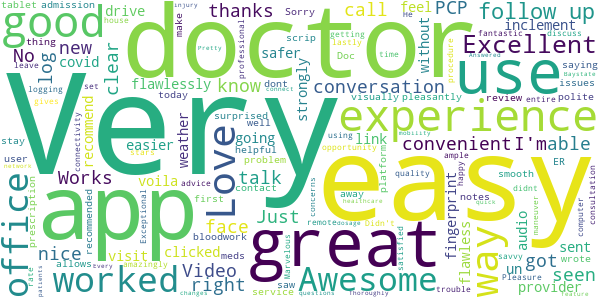 tablet
admission
drive
house
thanks
call
feel
He
PCP
Sorry
injury
make
professional
follow up
inclement
good
doctor
thing
No
new
log
covid
leave
logging
issues
clear
flawlessly
know
safer
scrip
lastly
without
Doc
getting
strongly
conversation
visually
pleasantly
Excellent
fantastic
discuss
procedure
Answered
saying
Baystate
use
Very
easy
stay
user
Works
set
connectivity
recommend
today
surprised
easier
starts
voila
weather
going
well
helpful
problem
time
using
link
opportunity
review
entire
polite
experience
convenient
I'm
able
Love
office
app
prescription
recommended
Exceptional
first
contact
advice
talk
away
concerns
platform
mobility
Healthcare
quality
happy
fingerprint
ample
notes
ER
smooth
didnt
maneuver
computer
consultation
way
flawless
audio
un
got
sent
wrote
savvy
Pleasure
provider
seen
feature
trouble
quick
great
Awesome
Just
face
bloodwork
meds
dont
connect
remote
dosage
Didn't
satisfied
Marvelous
saw
service
questions
Thoroughly
nice
visit
clicked
Video
right
worked
allows
amazingly
gives
Every
rate
patients
changes
network
Pretty